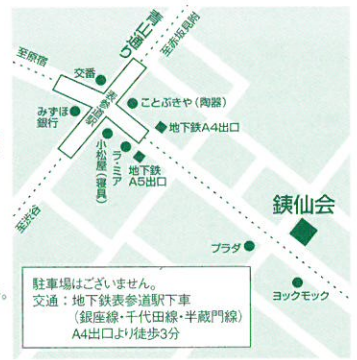 青山通り
至赤坂見附
至原宿
交番
表参道駅
ことぶきや(陶器)
みずほ
銀行
地下鉄A4出口
小松屋(寝具)
ラ・ミア
地下鉄
A5出口
至渋谷
銕仙会
プラダ
ヨックモック
駐車場はございません。
交通:地下鉄表参道駅下車
(銀座線・千代田線・半蔵門線)
A4出口より徒歩3分
。